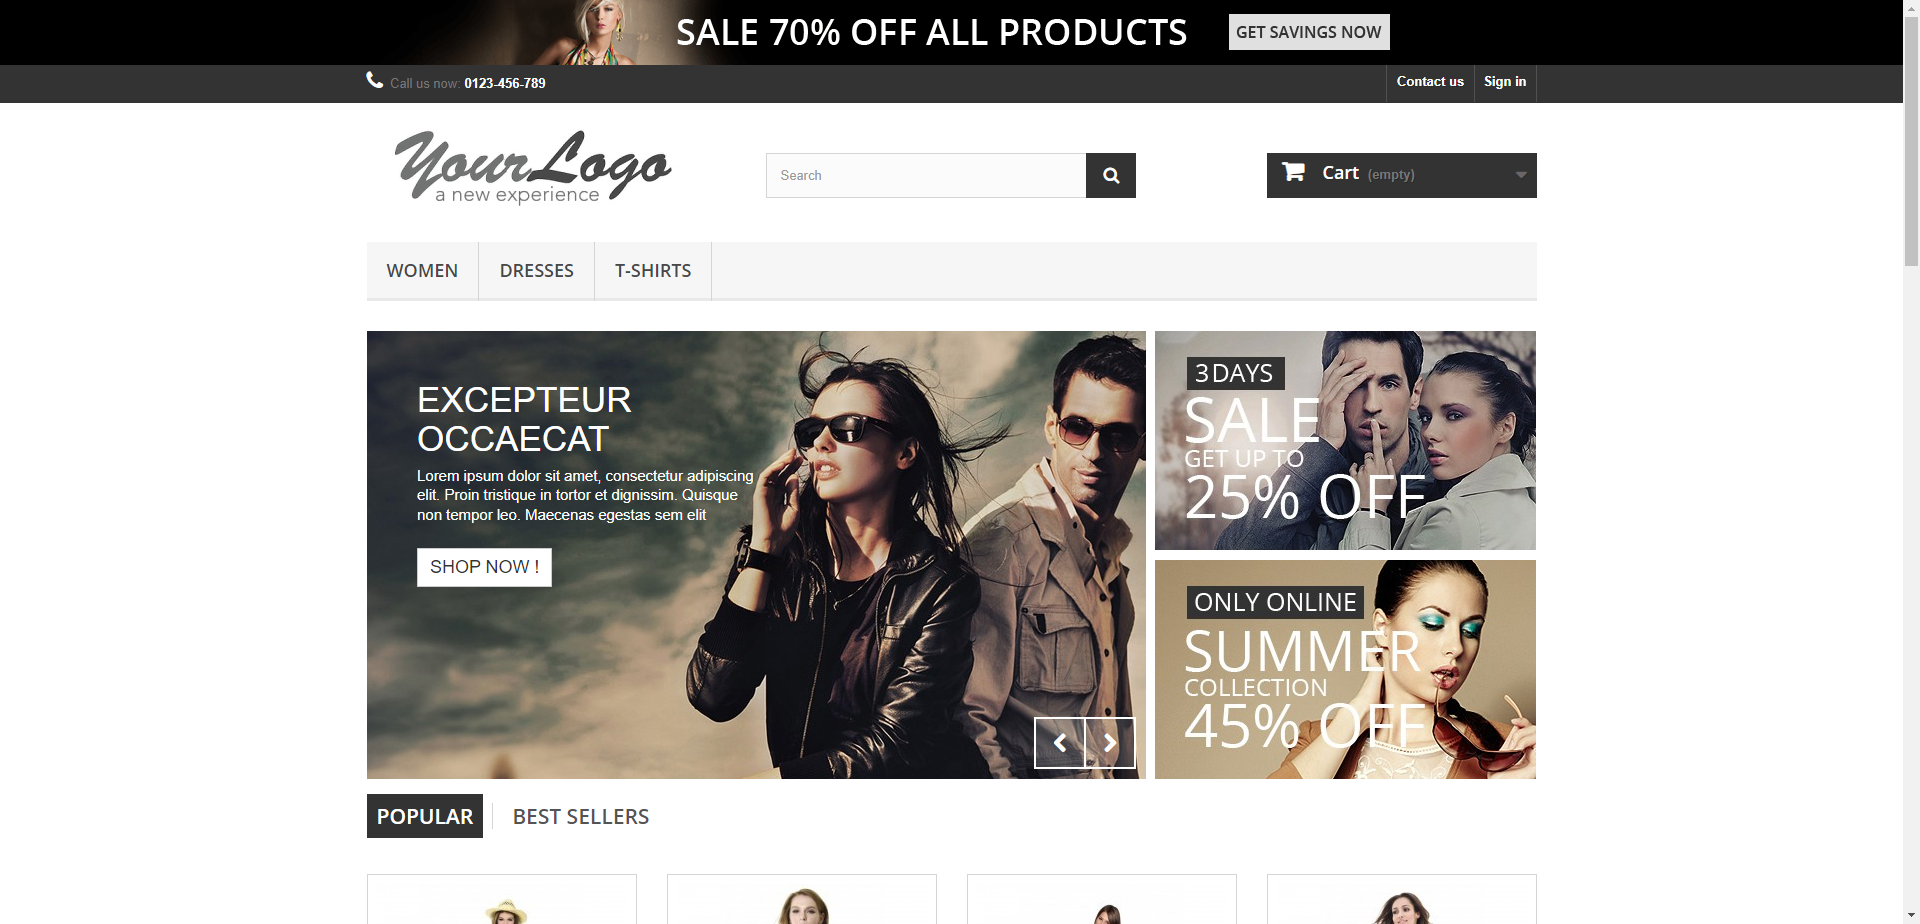 SALE 70% OFF ALL PRODUCTS
GET SAVINGS NOW
Call us now: 0123-456-789
Contact us
Sign in
YourLogo
a new experience
Search
Cart (empty)
WOMEN
DRESSES
T-SHIRTS
EXCEPTEUR
OCCAECAT
Lorem ipsum dolor sit amet, consectetur adipiscing
elit. Proin tristique in tortor et dignissim. Quisque
non tempor leo. Maecenas egestas sem elit
SHOP NOW !
3 DAYS
SALE
GET UP TO
25% OFF
ONLY ONLINE
SUMMER
COLLECTION
45% OFF
POPULAR
BEST SELLERS